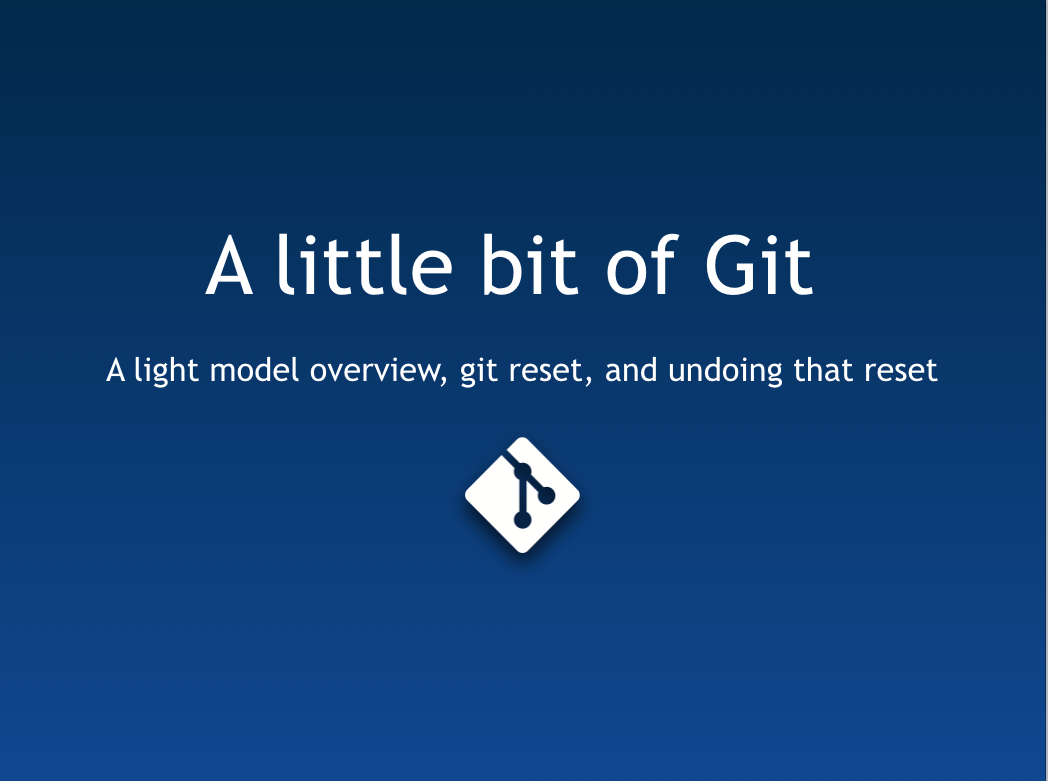 A little bit of Git
A light model overview, git reset, and undoing that reset